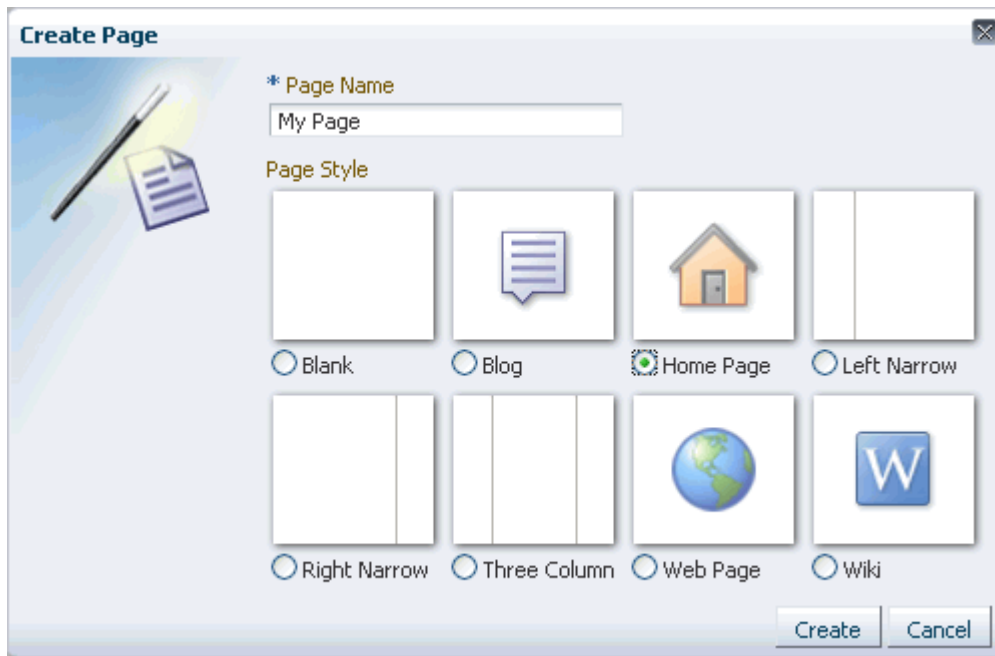 Create Page
* Page Name
My Page
Page Style
Blank Blog Home Page Left Narrow
W
Right Narrow Three Column Web Page Wiki
Create Cancel